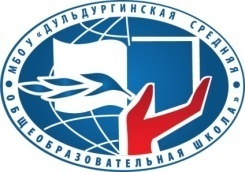 МБОУ «ДУЛЬДУРГИНСКАЯ СРЕДНЯЯ
ОБЩЕОБРАЗОВАТЕЛЬНАЯ ШКОЛА»